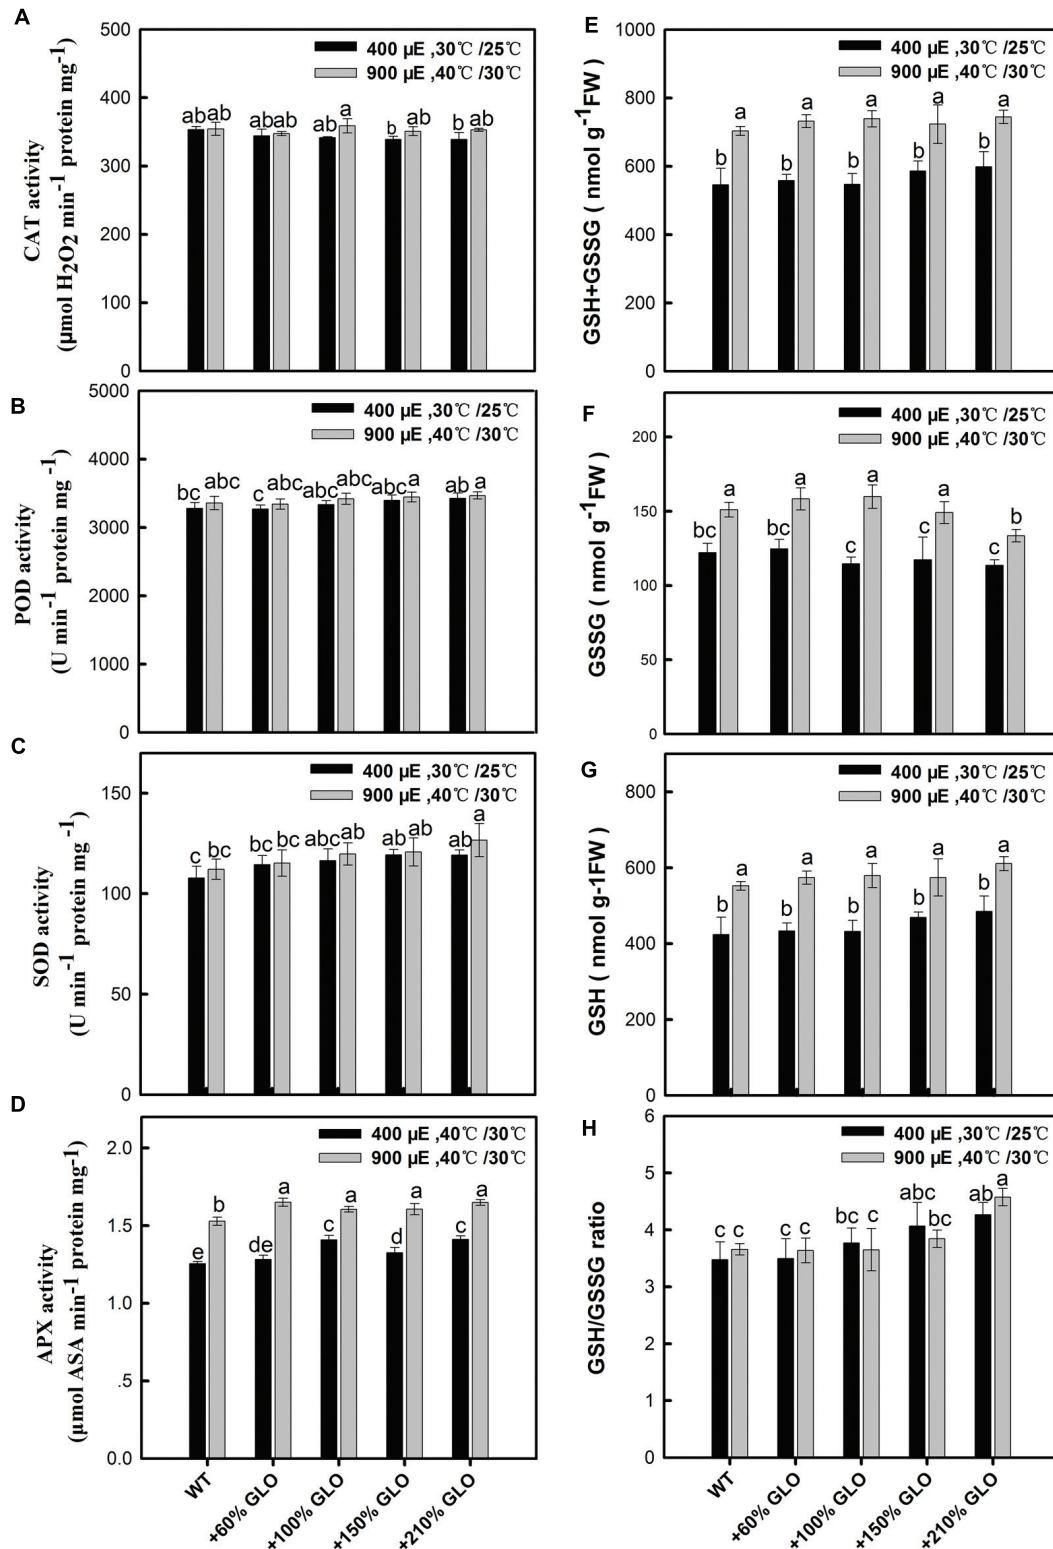 A
500
400
300
200
100
0
CAT activity
(µmol H2O2 min-1 protein mg-1)
400 µE ,30℃ /25℃
900 µE ,40℃ /30℃
ab ab ab ab ab a b ab b ab
B
5000
4000
3000
2000
1000
0
POD activity
(U min-1 protein mg -1)
400 µE ,30℃ /25℃
900 µE ,40℃ /30℃
bc abc c abc abc abc abc a ab a
C
150
100
50
0
SOD activity
(U min-1 protein mg -1)
400 µE ,30℃ /25℃
900 µE ,40℃ /30℃
c bc bc bc abc ab ab ab ab a
D
2.0
1.5
1.0
.5
0.0
APX activity
(µmol ASA min-1 protein mg-1)
400 µE ,40℃ /30℃
900 µE ,40℃ /30℃
e b de a c a d a c a
WT
+60% GLO
+100% GLO
+150% GLO
+210% GLO
E
1000
800
600
400
200
0
GSH+GSSG ( nmol g-1FW)
400 µE ,30℃ /25℃
900 µE ,40℃ /30℃
b a b a b a b a b a
F
200
150
100
50
0
GSSG ( nmol g-1FW)
400 µE ,30℃ /25℃
900 µE ,40℃ /30℃
bc a bc a c a c a c b
G
800
600
400
200
0
GSH ( nmol g-1FW )
400 µE ,30℃ /25℃
900 µE ,40℃ /30℃
b a b a b a b a b a
H
6
5
4
3
2
1
0
GSH/GSSG ratio
400 µE ,30℃ /25℃
900 µE ,40℃ /30℃
c c c c bc c abc bc ab a
WT
+60% GLO
+100% GLO
+150% GLO
+210% GLO